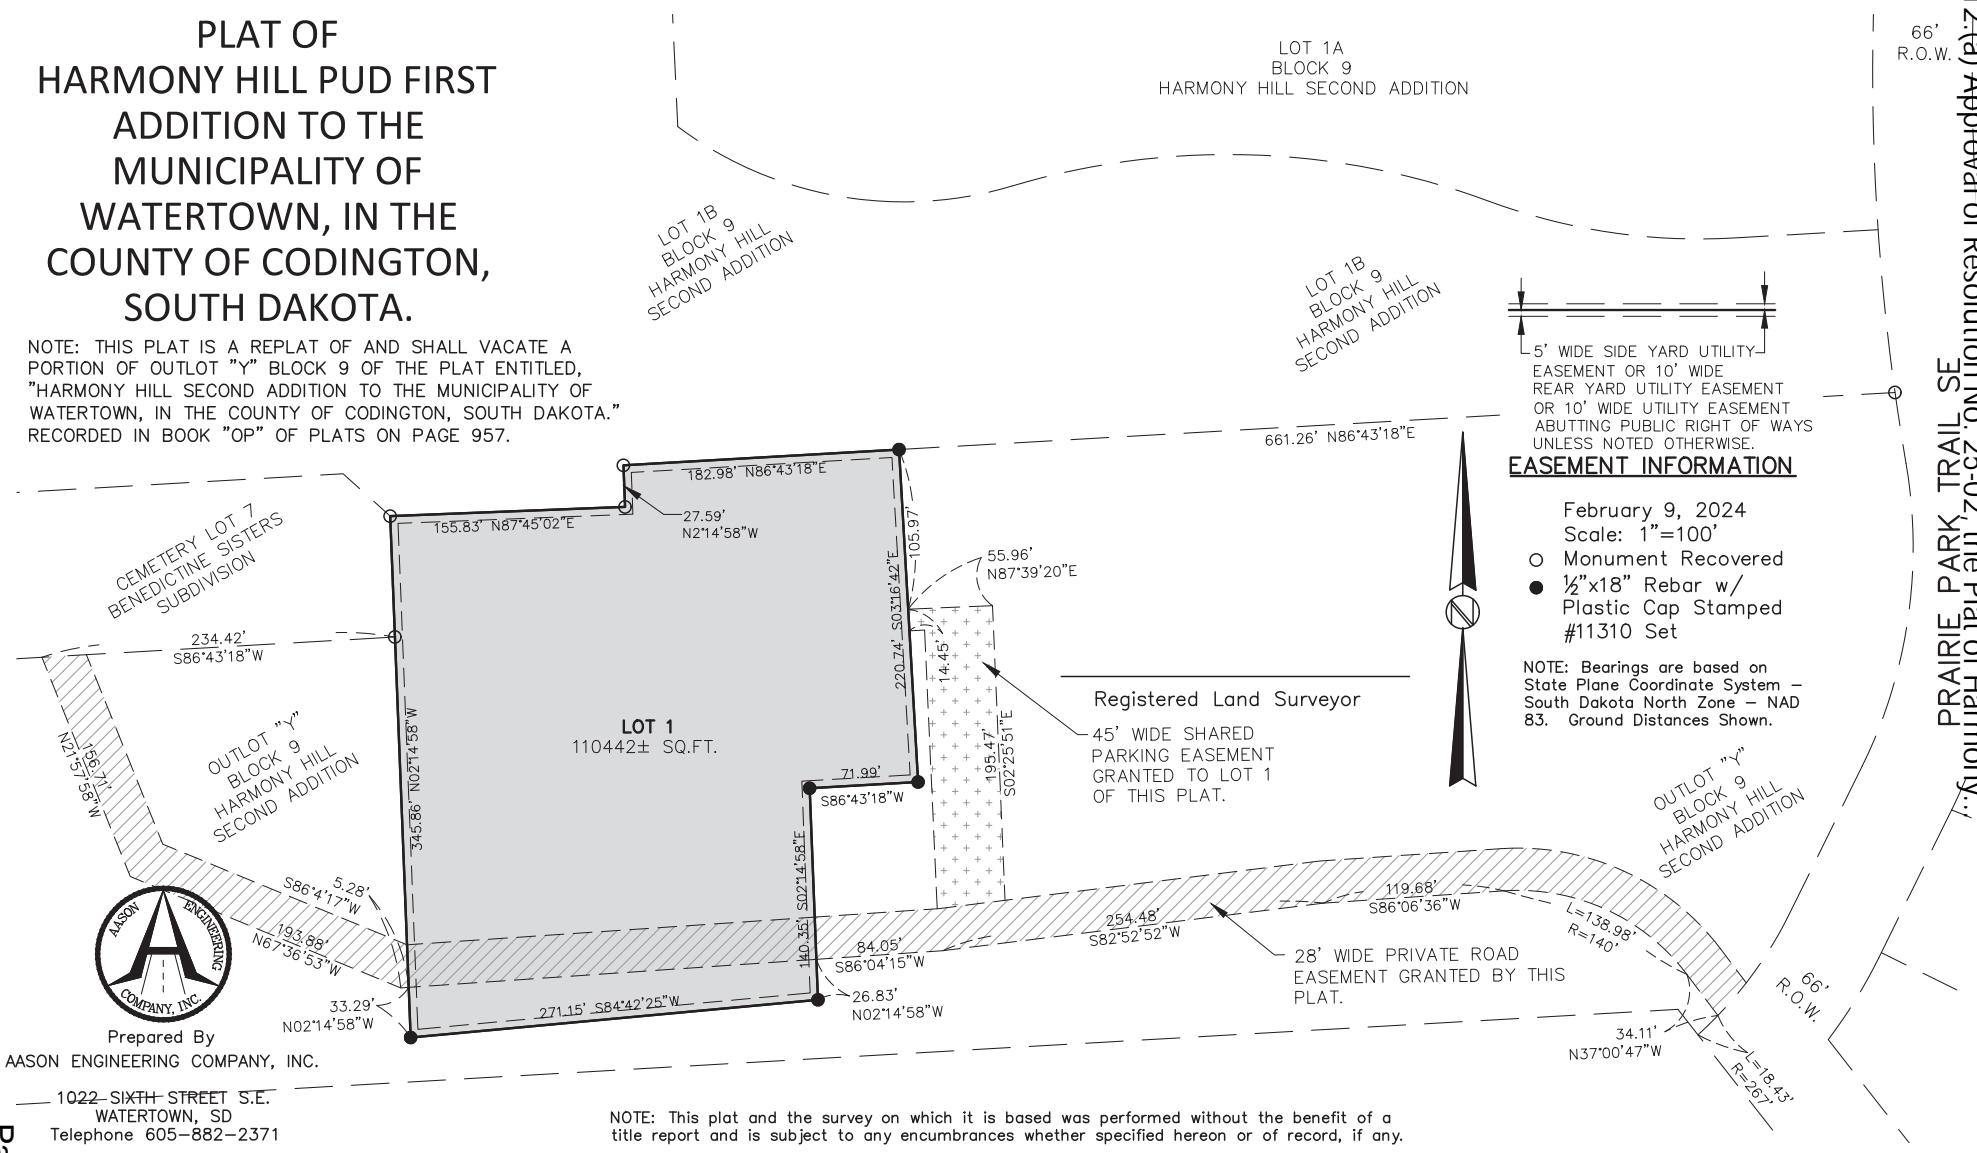 PLAT OF
HARMONY HILL PUD FIRST
ADDITION TO THE
MUNICIPALITY OF
WATERTOWN, IN THE
COUNTY OF CODINGTON,
SOUTH DAKOTA.
NOTE: THIS PLAT IS A REPLAT OF AND SHALL VACATE A
PORTION OF OUTLOT "Y" BLOCK 9 OF THE PLAT ENTITLED,
"HARMONY HILL SECOND ADDITION TO THE MUNICIPALITY OF
WATERTOWN, IN THE COUNTY OF CODINGTON, SOUTH DAKOTA."
RECORDED IN BOOK "OP" OF PLATS ON PAGE 957.
LOT 1A
BLOCK 9
HARMONY HILL SECOND ADDITION
66'
R.O.W.
LOT 1B
BLOCK 9
HARMONY HILL
SECOND ADDITION
LOT 1B
BLOCK 9
HARMONY HILL
SECOND ADDITION
5' WIDE SIDE YARD UTILITY
EASEMENT OR 10' WIDE
REAR YARD UTILITY EASEMENT
OR 10' WIDE UTILITY EASEMENT
ABUTTING PUBLIC RIGHT OF WAYS
UNLESS NOTED OTHERWISE.
EASEMENT INFORMATION
February 9, 2024
Scale: 1"=100'
Monument Recovered
½"x18" Rebar w/
Plastic Cap Stamped
#11310 Set
NOTE: Bearings are based on
State Plane Coordinate System –
South Dakota North Zone – NAD
83. Ground Distances Shown.
N
661.26' N86°43'18"E
182.98' N86°43'18"E
27.59'
N2°14'58"W
155.83' N87°45'02"E
105.97'
220.74' S03°16'42"E
55.96'
N87°39'20"E
14.45'
195.47'
S02°25'51"E
CEMETERY LOT 7
BENEDICTINE SISTERS
SUBDIVISION
234.42'
S86°43'18"W
156.71'
N21°57'58"W
OUTLOT "Y"
BLOCK 9
HARMONY HILL
SECOND ADDITION
345.86' N02°14'58"W
LOT 1
110442± SQ.FT.
71.99'
S86°43'18"W
140.35' S02°14'58"E
Registered Land Surveyor
45' WIDE SHARED
PARKING EASEMENT
GRANTED TO LOT 1
OF THIS PLAT.
OUTLOT "Y"
BLOCK 9
HARMONY HILL
SECOND ADDITION
5.28'
S86°4'17"W
193.88'
N67°36'53"W
33.29'
N02°14'58"W
271.15' S84°42'25"W
84.05'
S86°04'15"W
26.83'
N02°14'58"W
254.48'
S82°52'52"W
119.68'
S86°06'36"W
L=138.98'
R=140'
28' WIDE PRIVATE ROAD
EASEMENT GRANTED BY THIS
PLAT.
34.11'
N37°00'47"W
L=18.43'
R=267'
66'
R.O.W.
PRAIRIE PARK TRAIL SE
2.(a) Approval of Resolution No. 25-02, the Plat of Harmony...
AASON
ENGINEERING
COMPANY, INC.
Prepared By
AASON ENGINEERING COMPANY, INC.
1022 SIXTH STREET S.E.
WATERTOWN, SD
Telephone 605–882–2371
NOTE: This plat and the survey on which it is based was performed without the benefit of a
title report and is subject to any encumbrances whether specified hereon or of record, if any.